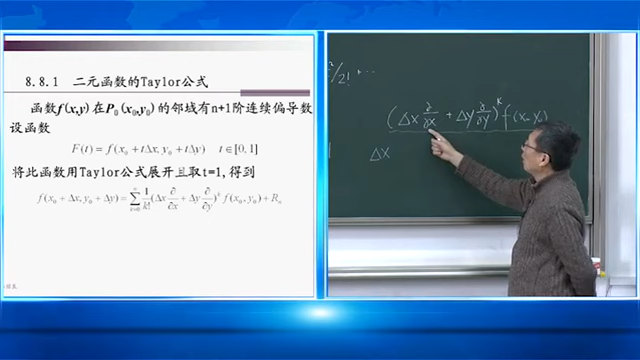 8.8.1 二元函数的Taylor公式
函数f(x,y)在P₀(x₀,y₀)的邻域有n+1阶连续偏导数
设函数
F(t) = f(x₀ + tΔx, y₀ + tΔy) t∈[0,1]
将此函数用Taylor公式展开且取t=1,得到
f(x₀ + Δx, y₀ + Δy) = ∑ 1/k! (Δx ∂/∂x + Δy ∂/∂y)ᵏ f(x₀, y₀) + Rₙ
/2! ...
(Δx ∂/∂x + Δy ∂/∂y)ᴷ f(x₀, y₀)
Δx